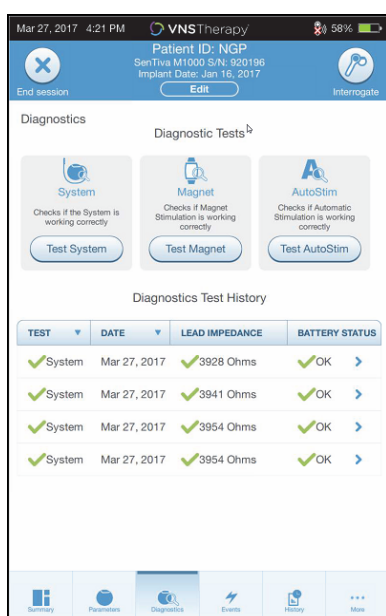 Mar 27, 2017 4:21 PM VNSTherapy 58%
Patient ID: NGP
SenTiva M1000 S/N: 920196
Implant Date: Jan 16, 2017
Edit
End session
Interrogate
Diagnostics
Diagnostic Tests
System
Checks if the System is
working correctly
Test System
Magnet
Checks if Magnet
Stimulation is working
correctly
Test Magnet
AutoStim
Checks if Automatic
Stimulation is working
correctly
Test AutoStim
Diagnostics Test History
TEST DATE LEAD IMPEDANCE BATTERY STATUS
System Mar 27, 2017 3928 Ohms OK
System Mar 27, 2017 3941 Ohms OK
System Mar 27, 2017 3954 Ohms OK
System Mar 27, 2017 3954 Ohms OK
Summary Parameters Diagnostics Events History More